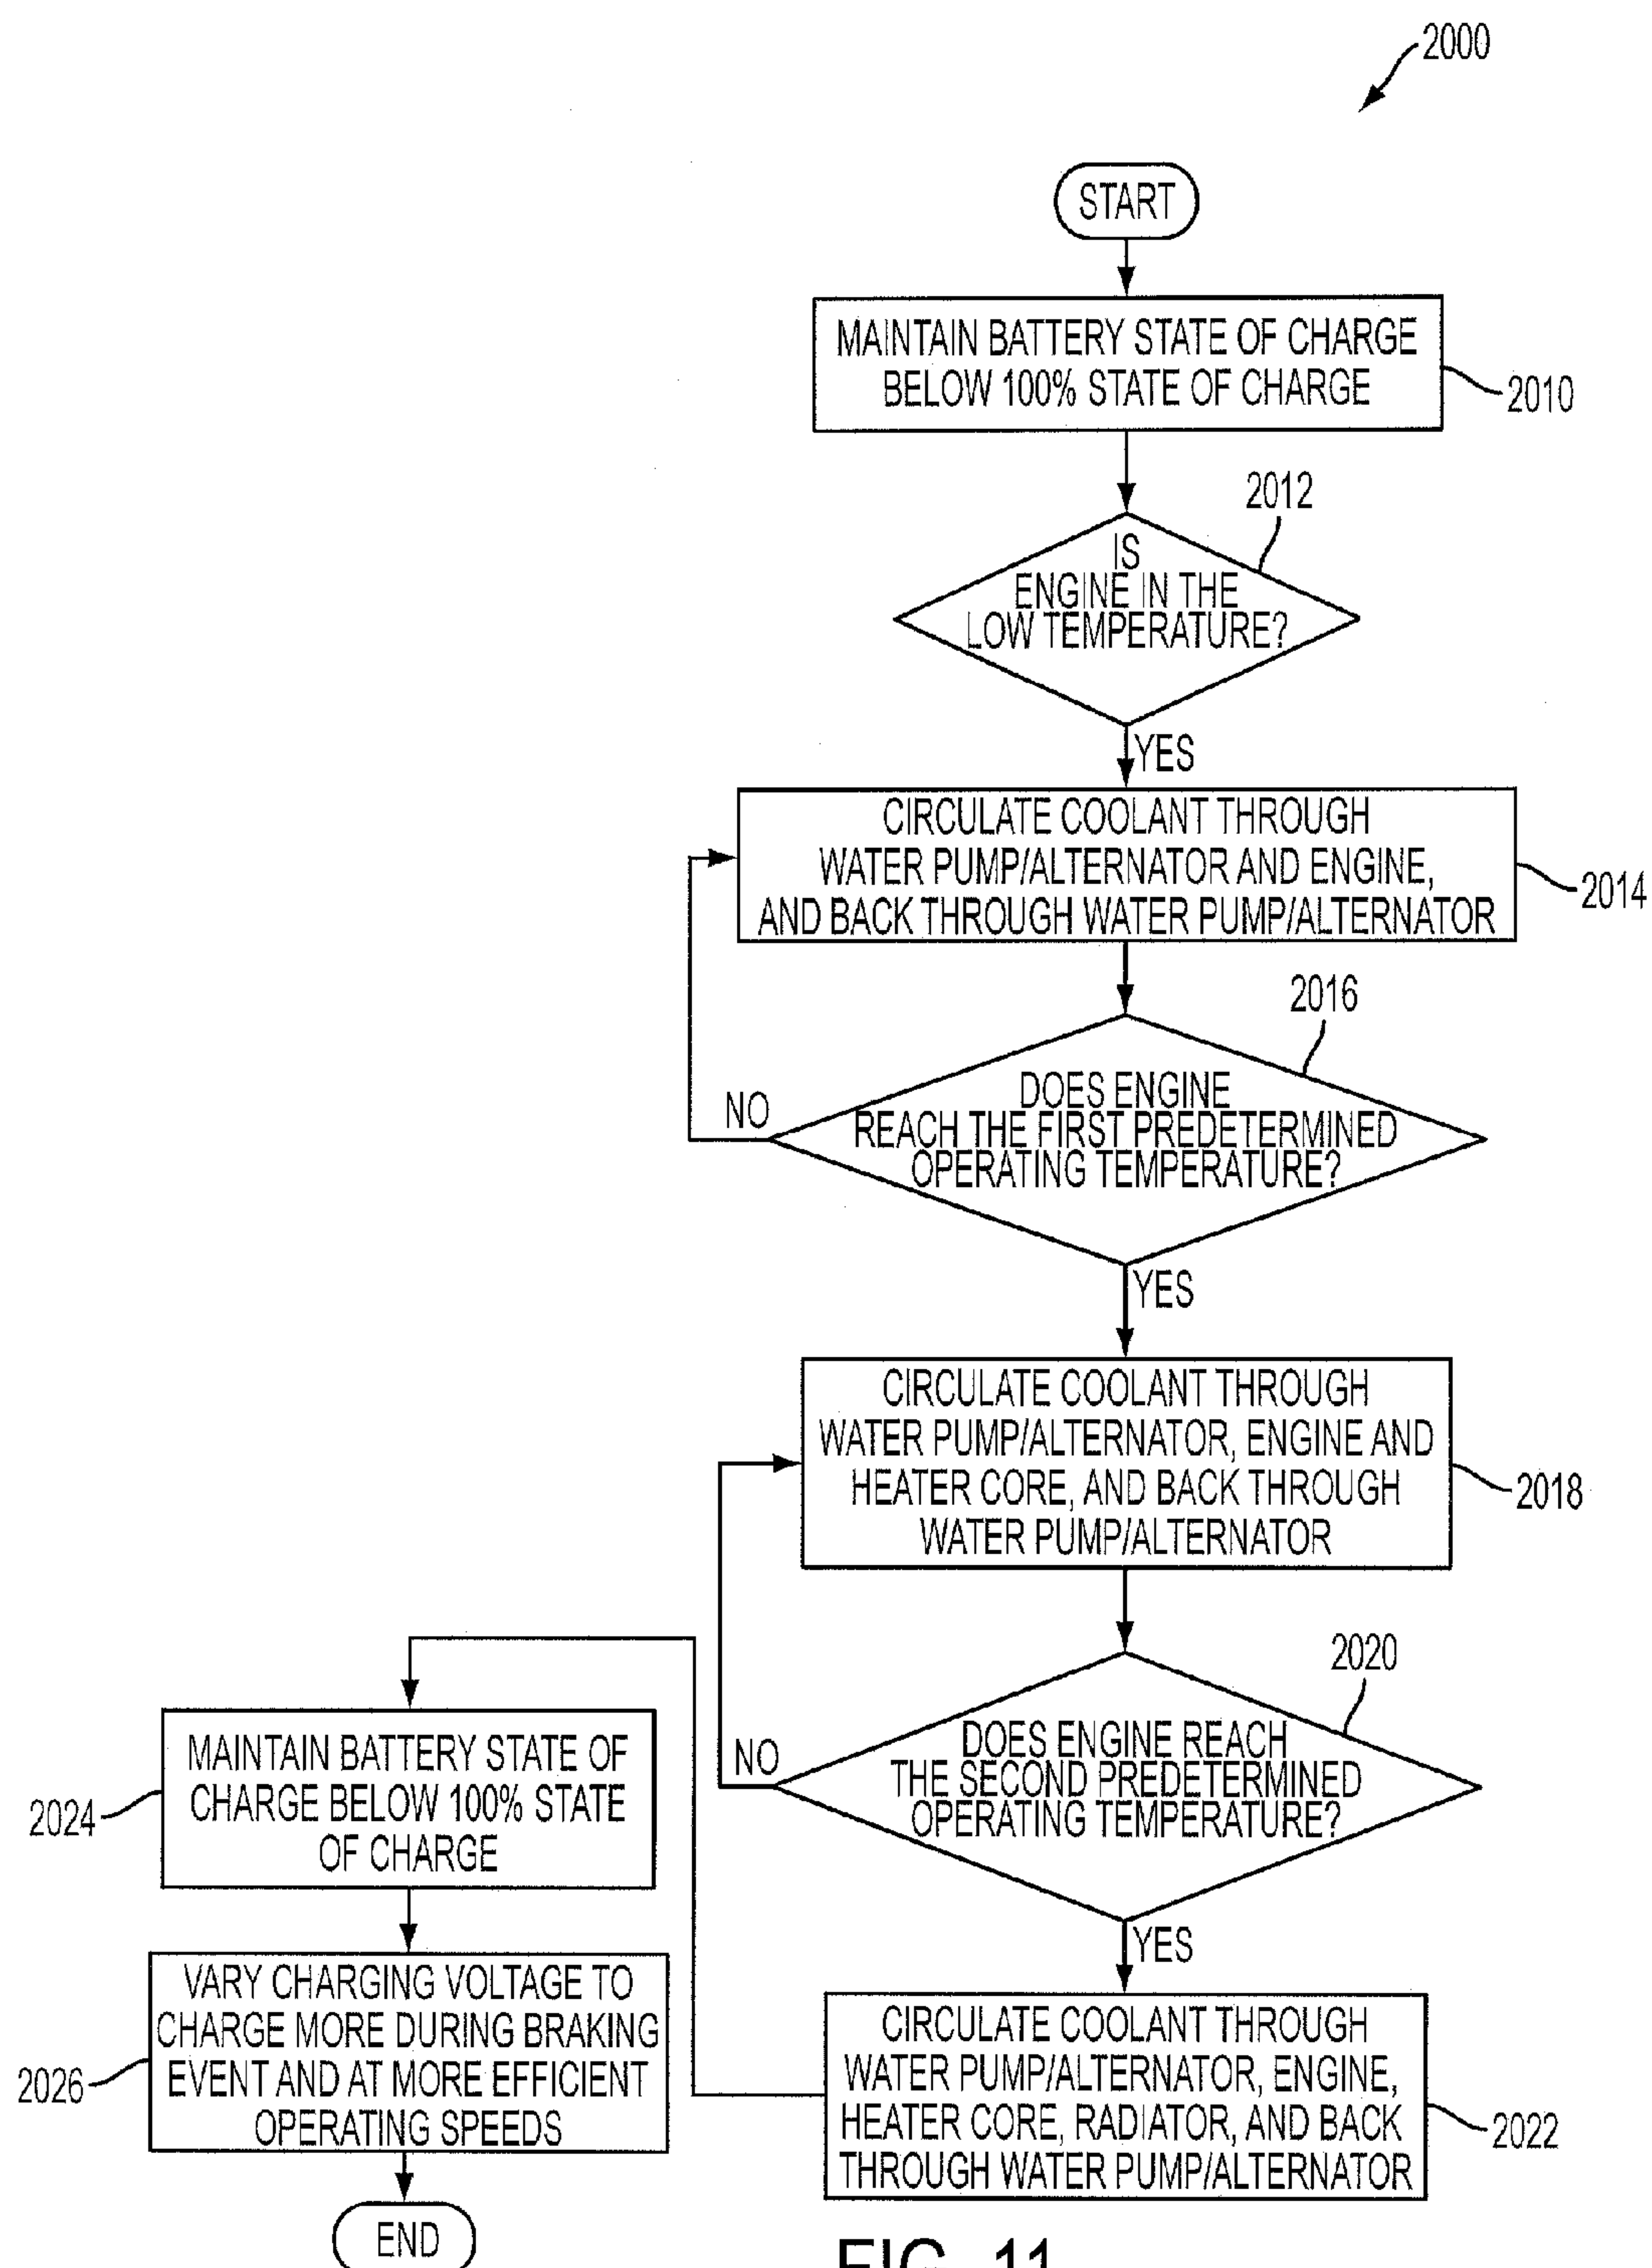 2000
START
MAINTAIN BATTERY STATE OF CHARGE
BELOW 100% STATE OF CHARGE
2010
2012
IS
ENGINE IN THE
LOW TEMPERATURE?
YES
CIRCULATE COOLANT THROUGH
WATER PUMP/ALTERNATOR AND ENGINE,
AND BACK THROUGH WATER PUMP/ALTERNATOR
2014
2016
DOES ENGINE
REACH THE FIRST PREDETERMINED
OPERATING TEMPERATURE?
NO
YES
CIRCULATE COOLANT THROUGH
WATER PUMP/ALTERNATOR, ENGINE AND
HEATER CORE, AND BACK THROUGH
WATER PUMP/ALTERNATOR
2018
2020
DOES ENGINE REACH
THE SECOND PREDETERMINED
OPERATING TEMPERATURE?
NO
YES
CIRCULATE COOLANT THROUGH
WATER PUMP/ALTERNATOR, ENGINE,
HEATER CORE, RADIATOR, AND BACK
THROUGH WATER PUMP/ALTERNATOR
2022
MAINTAIN BATTERY STATE OF
CHARGE BELOW 100% STATE
OF CHARGE
2024
VARY CHARGING VOLTAGE TO
CHARGE MORE DURING BRAKING
EVENT AND AT MORE EFFICIENT
OPERATING SPEEDS
2026
END
FIG. 11